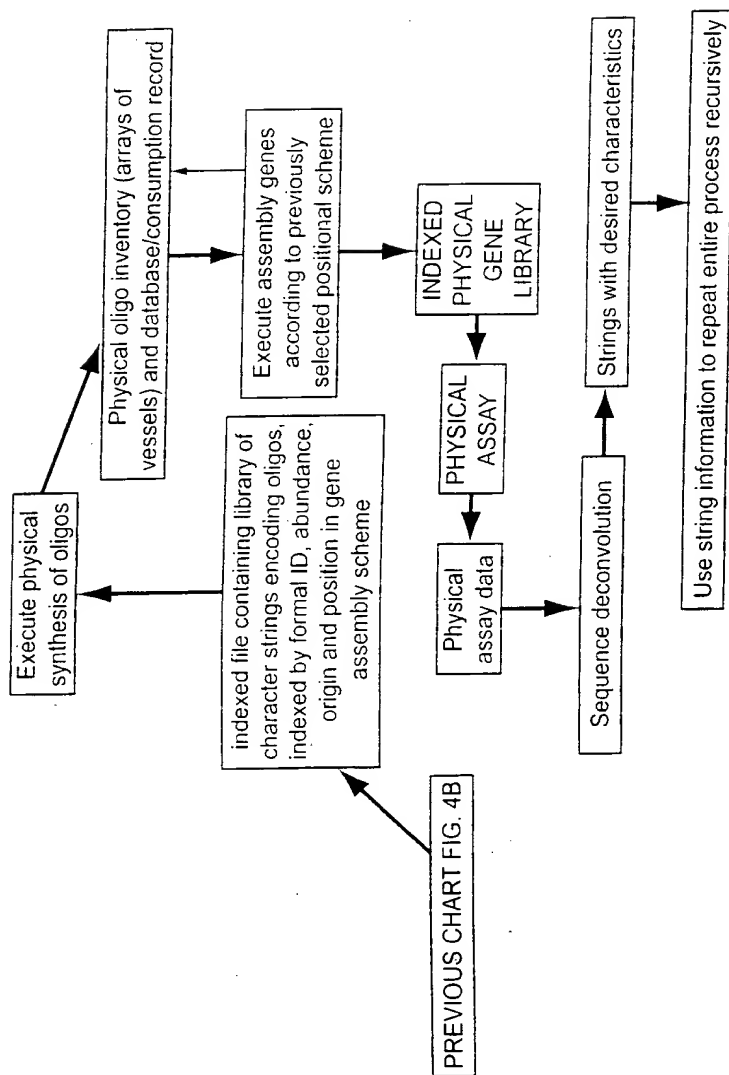 PREVIOUS CHART FIG. 4B
indexed file containing library of
character strings encoding oligos,
indexed by formal ID, abundance,
origin and position in gene
assembly scheme
Execute physical
synthesis of oligos
Physical oligo inventory (arrays of
vessels) and database/consumption record
Execute assembly genes
according to previously
selected positional scheme
INDEXED
PHYSICAL
GENE
LIBRARY
PHYSICAL
ASSAY
Physical
assay data
Sequence deconvolution
Strings with desired characteristics
Use string information to repeat entire process recursively